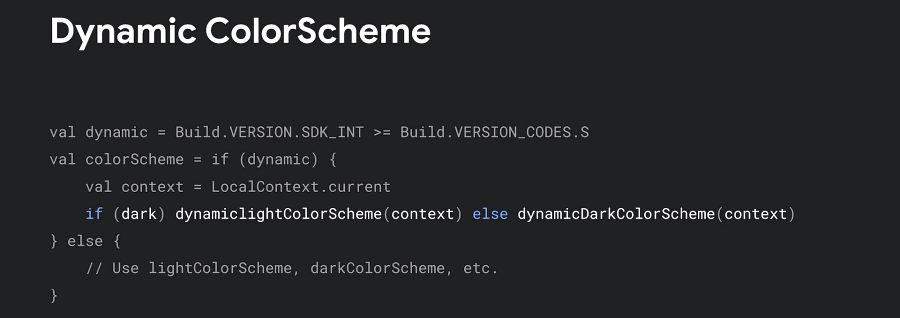 Dynamic ColorScheme
val dynamic = Build.VERSION.SDK_INT >= Build.VERSION_CODES.S
val colorScheme = if (dynamic) {
    val context = LocalContext.current
    if (dark) dynamiclightColorScheme(context) else dynamicDarkColorScheme(context)
} else {
    // Use lightColorScheme, darkColorScheme, etc.
}